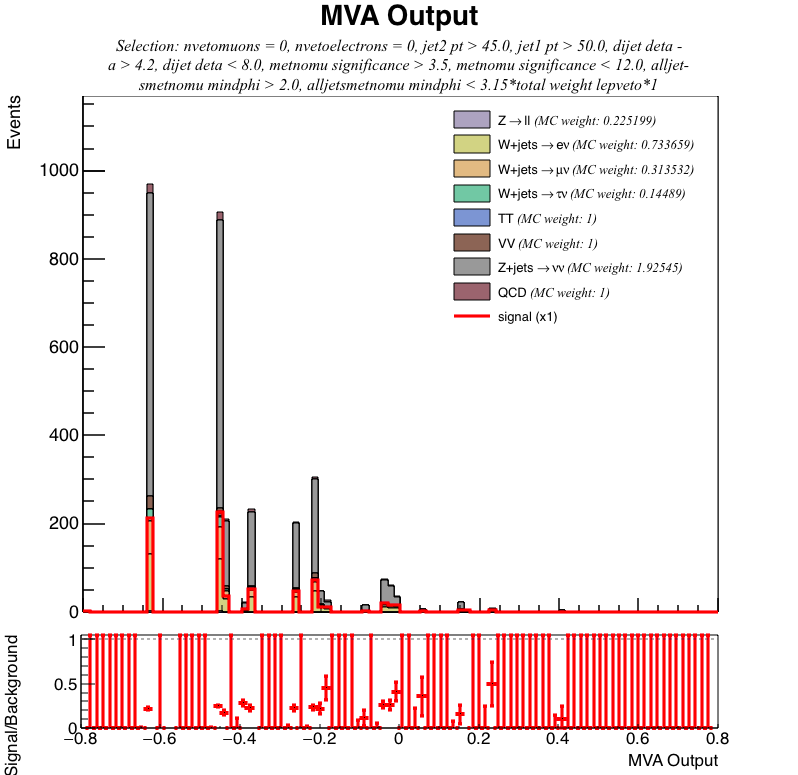 MVA Output
Selection: nvetomuons = 0, nvetoelectrons = 0, jet2 pt > 45.0, jet1 pt > 50.0, dijet deta -
a > 4.2, dijet deta < 8.0, metnomu significance > 3.5, metnomu significance < 12.0, alljet-
smetnomu mindphi > 2.0, alljetsmetnomu mindphi < 3.15*total weight lepveto*1
Events
1000
800
600
400
200
0
Z→ll (MC weight: 0.225199)
W+jets→eν (MC weight: 0.733659)
W+jets→μν (MC weight: 0.313532)
W+jets→τν (MC weight: 0.14489)
TT (MC weight: 1)
VV (MC weight: 1)
Z+jets→νν (MC weight: 1.92545)
QCD (MC weight: 1)
signal (x1)
Signal/Background
1
0.5
0
−0.8 −0.6 −0.4 −0.2 0 0.2 0.4 0.6 0.8
MVA Output